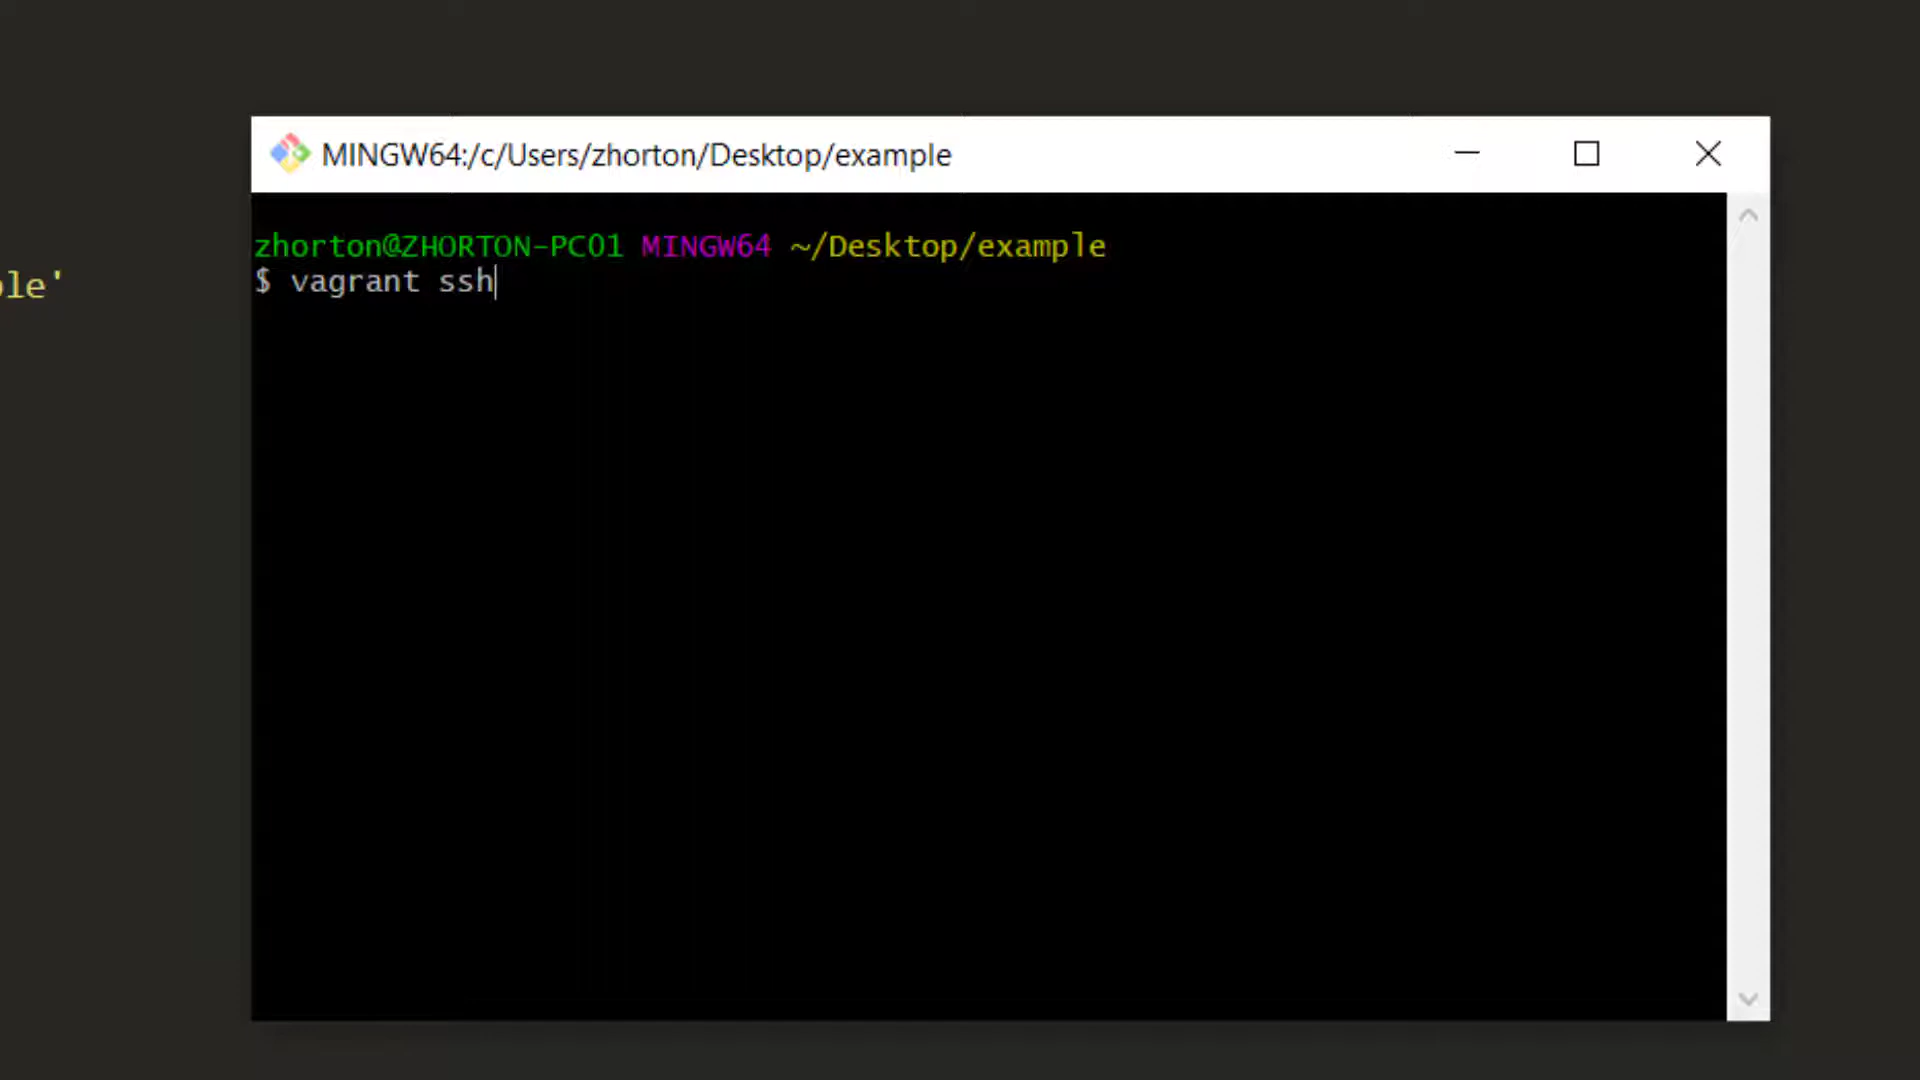 MINGW64:/c/Users/zhorton/Desktop/example
zhorton@ZHORTON-PC01 MINGW64 ~/Desktop/example
le'
$ vagrant ssh